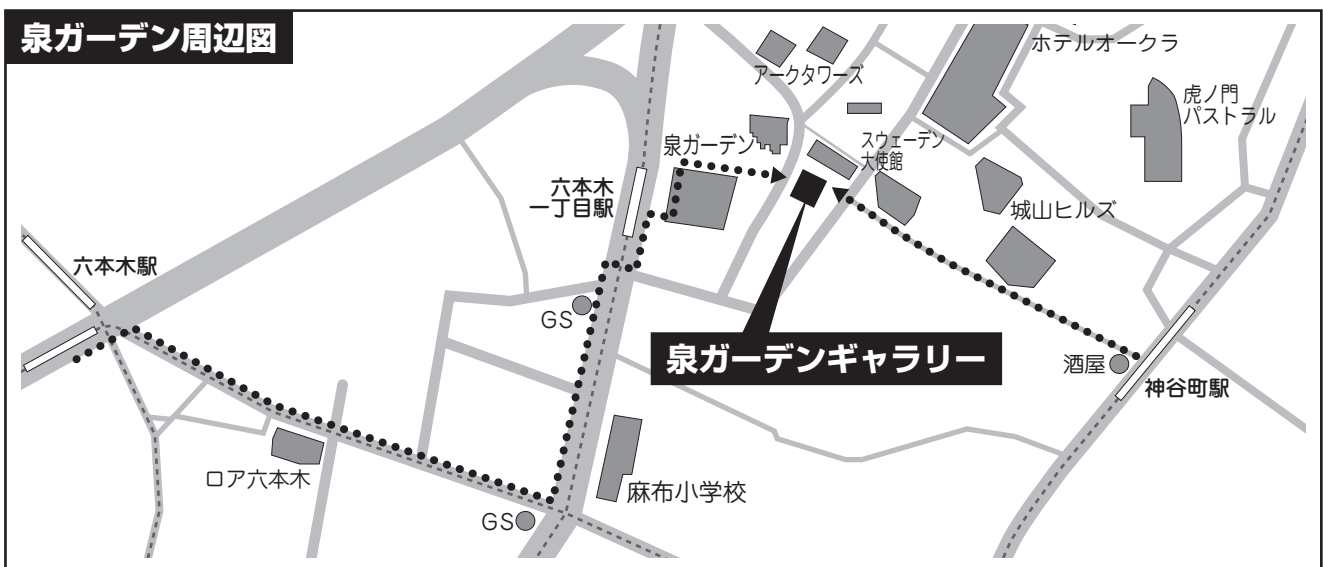 泉ガーデン周辺図
ホテルオークラ
アークタワーズ
虎ノ門
パストラル
泉ガーデン
スウェーデン
大使館
六本木
一丁目駅
城山ヒルズ
六本木駅
GS
泉ガーデンギャラリー
酒屋
神谷町駅
ロア六本木
麻布小学校
GS